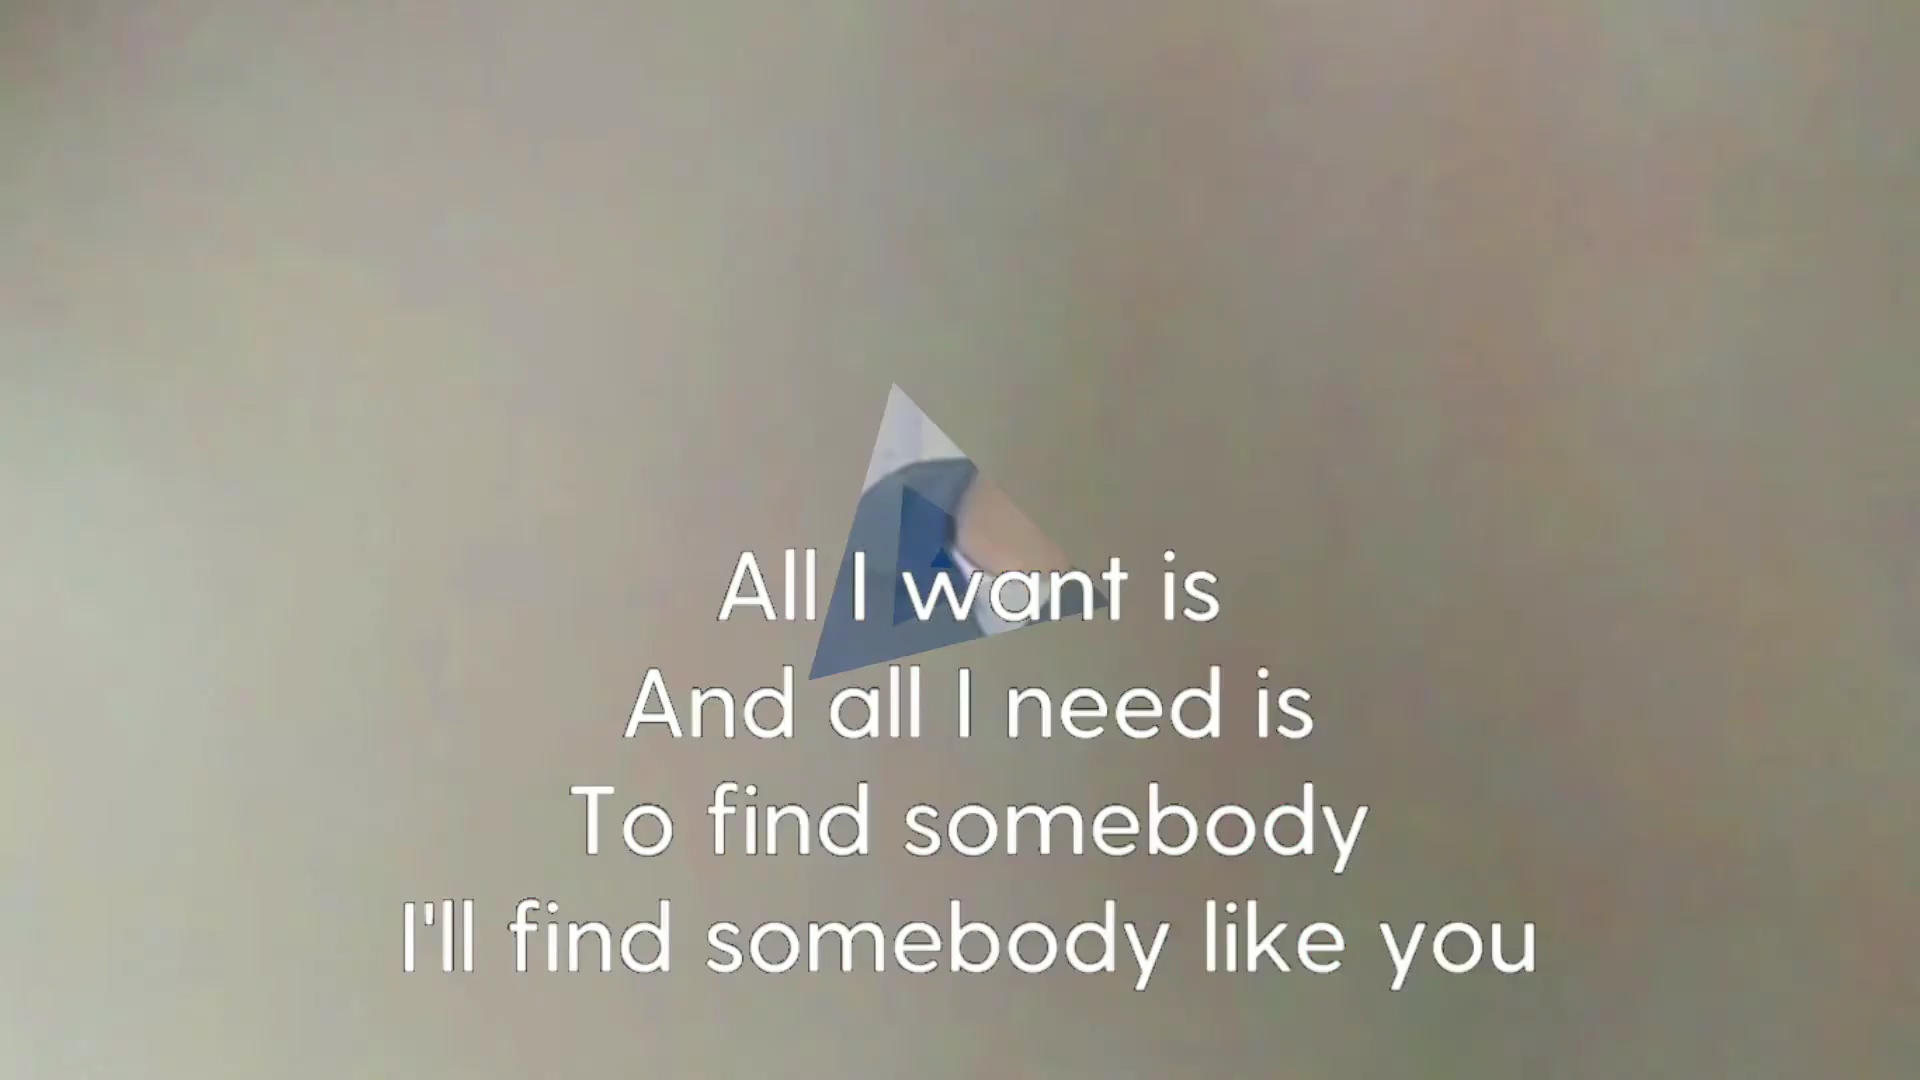 All I want is
And all I need is
To find somebody
I'll find somebody like you